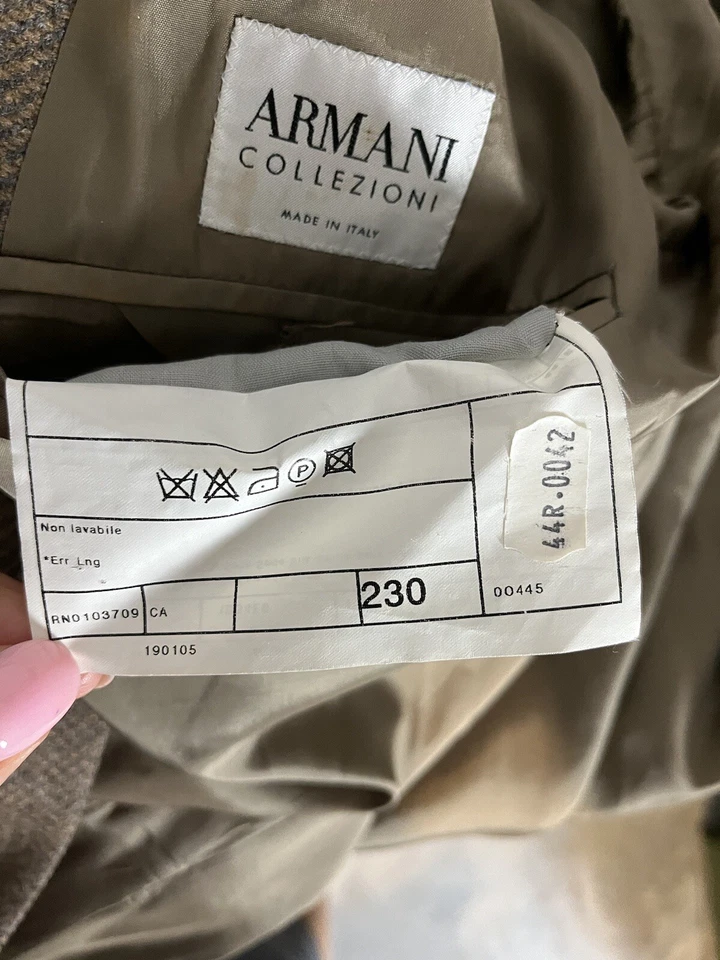 ARMANI
COLLEZIONI
MADE IN ITALY
P
44R-0042
Non lavabile
*Err_Lng
RN0103709 CA 230 00445
190105